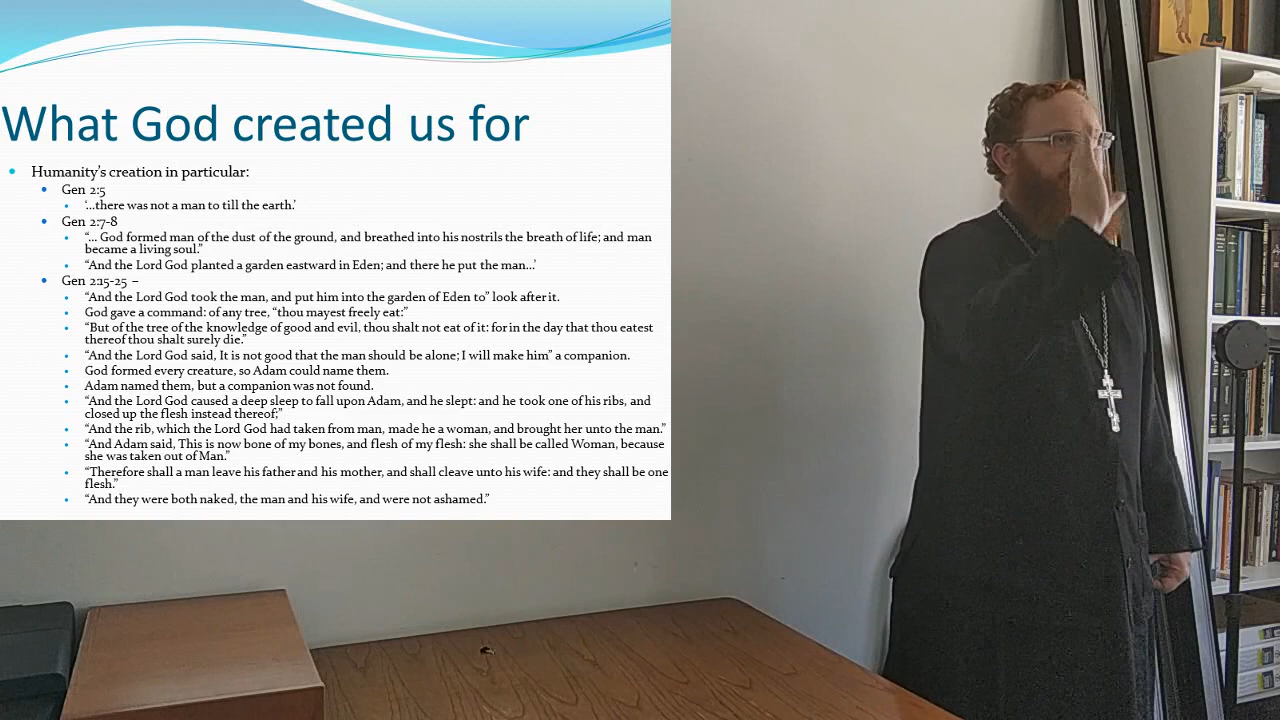 What God created us for
Humanity’s creation in particular:
Gen 2:5
‘...there was not a man to till the earth.’
Gen 2:7-8
“... God formed man of the dust of the ground, and breathed into his nostrils the breath of life; and man
became a living soul.”
“And the Lord God planted a garden eastward in Eden; and there he put the man...’
Gen 2:15-25 –
“And the Lord God took the man, and put him into the garden of Eden to” look after it.
God gave a command: of any tree, “thou mayest freely eat:”
“But of the tree of the knowledge of good and evil, thou shalt not eat of it: for in the day that thou eatest
thereof thou shalt surely die.”
“And the Lord God said, It is not good that the man should be alone; I will make him” a companion.
God formed every creature, so Adam could name them.
Adam named them, but a companion was not found.
“And the Lord God caused a deep sleep to fall upon Adam, and he slept: and he took one of his ribs, and
closed up the flesh instead thereof;”
“And the rib, which the Lord God had taken from man, made he a woman, and brought her unto the man.”
“And Adam said, This is now bone of my bones, and flesh of my flesh: she shall be called Woman, because
she was taken out of Man.”
“Therefore shall a man leave his father and his mother, and shall cleave unto his wife: and they shall be one
flesh.”
“And they were both naked, the man and his wife, and were not ashamed.”